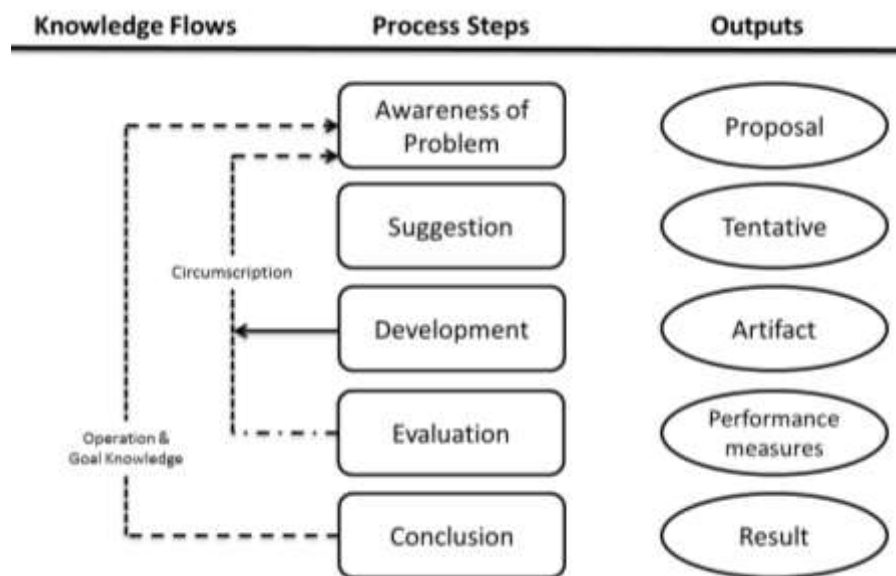 Knowledge Flows
Process Steps
Outputs
Awareness of
Problem
Proposal
Suggestion
Tentative
Circumscription
Development
Artifact
Operation &
Goal Knowledge
Evaluation
Performance
measures
Conclusion
Result